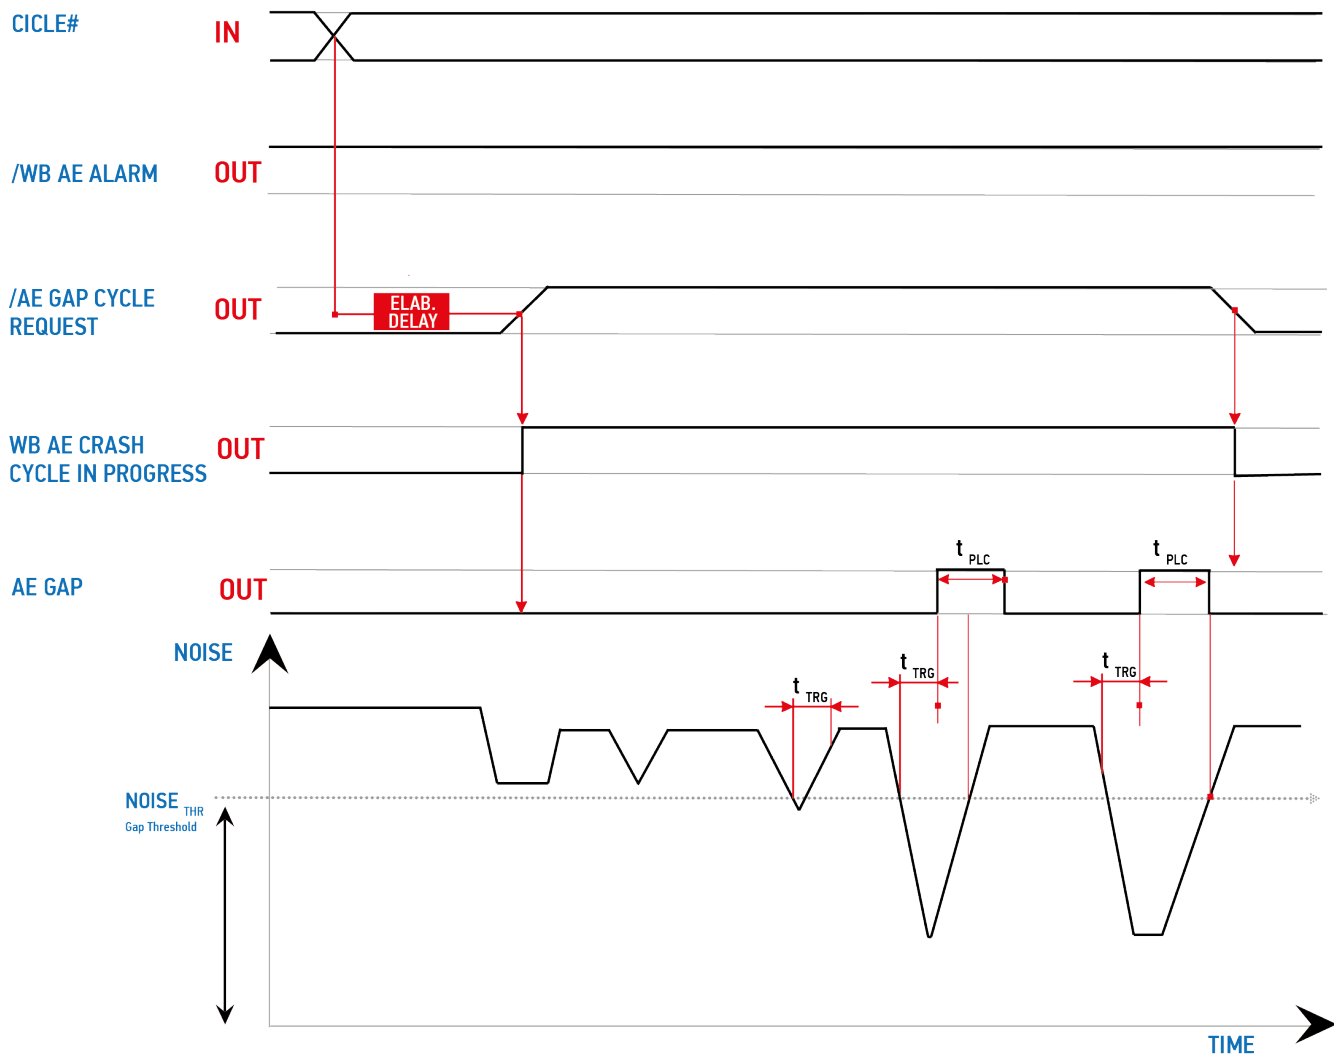 CICLE#
IN
/WB AE ALARM
OUT
/AE GAP CYCLE
REQUEST
OUT
ELAB.
DELAY
WB AE CRASH
CYCLE IN PROGRESS
OUT
AE GAP
OUT
t PLC
t PLC
NOISE
t TRG
t TRG
t TRG
NOISE THR
Gap Threshold
TIME